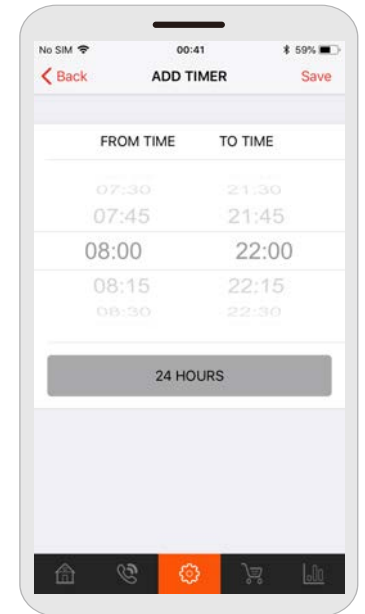 No SIM 00:41 59%
Back ADD TIMER Save
FROM TIME TO TIME
07:30 21:30
07:45 21:45
08:00 22:00
08:15 22:15
08:30 22:30
24 HOURS